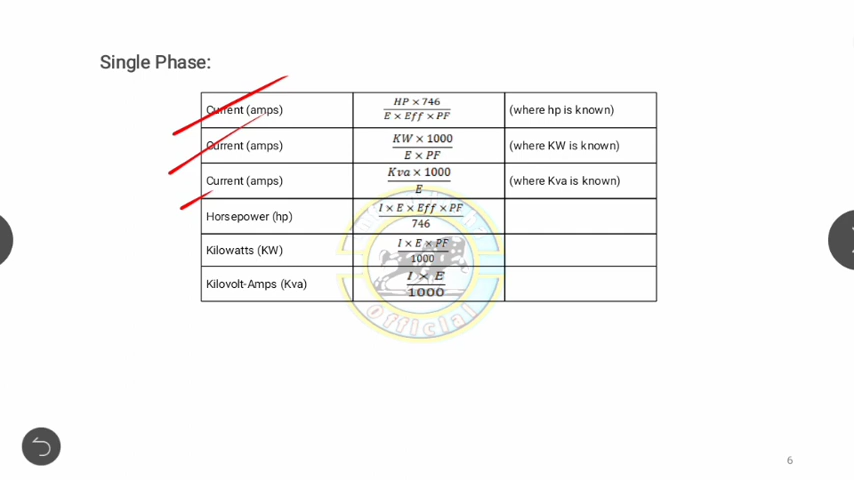 Single Phase:
Current (amps) HP × 746 / E × Eff × PF (where hp is known)
Current (amps) KW × 1000 / E × PF (where KW is known)
Current (amps) Kva × 1000 / E (where Kva is known)
Horsepower (hp) I × E × Eff × PF / 746
Kilowatts (KW) I × E × PF / 1000
Kilovolt-Amps (Kva) I × E / 1000
Official
6